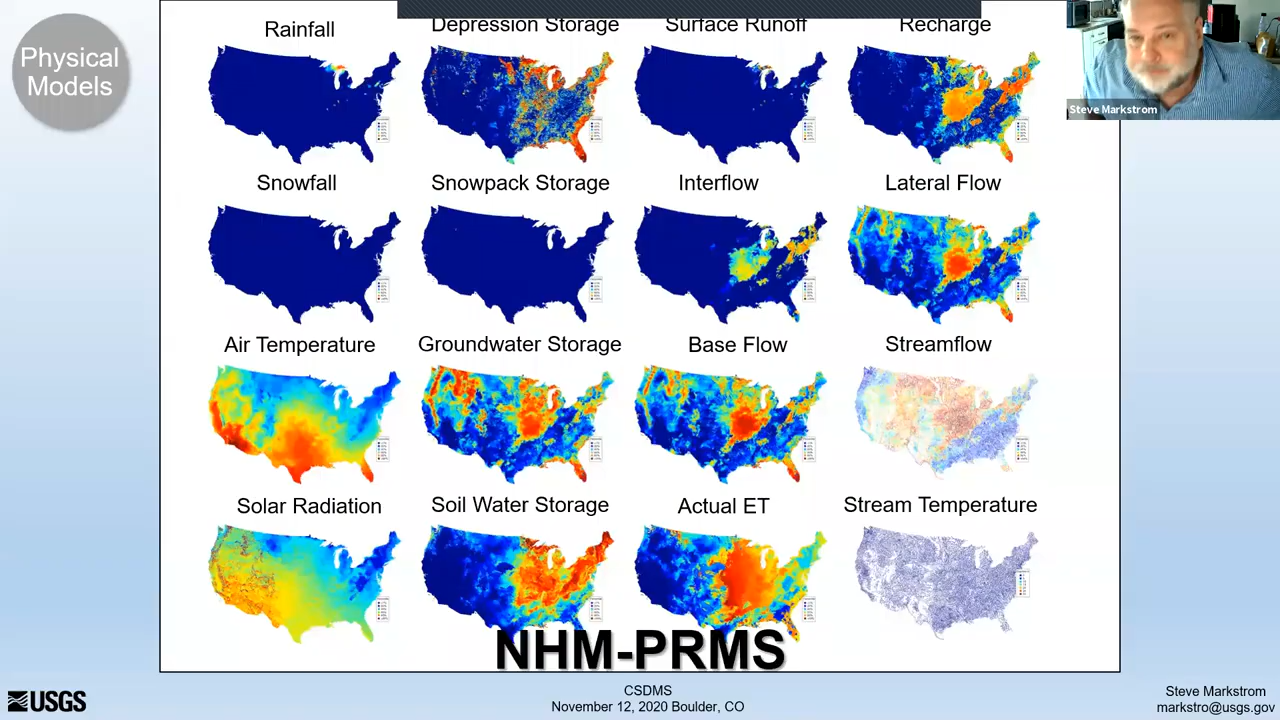 Physical
Models
Rainfall
Depression Storage
Surface Runoff
Recharge
Steve Markstrom
Snowfall
Snowpack Storage
Interflow
Lateral Flow
Air Temperature
Groundwater Storage
Base Flow
Streamflow
Solar Radiation
Soil Water Storage
Actual ET
Stream Temperature
NHM-PRMS
USGS
CSDMS
November 12, 2020 Boulder, CO
Steve Markstrom
markstro@usgs.gov